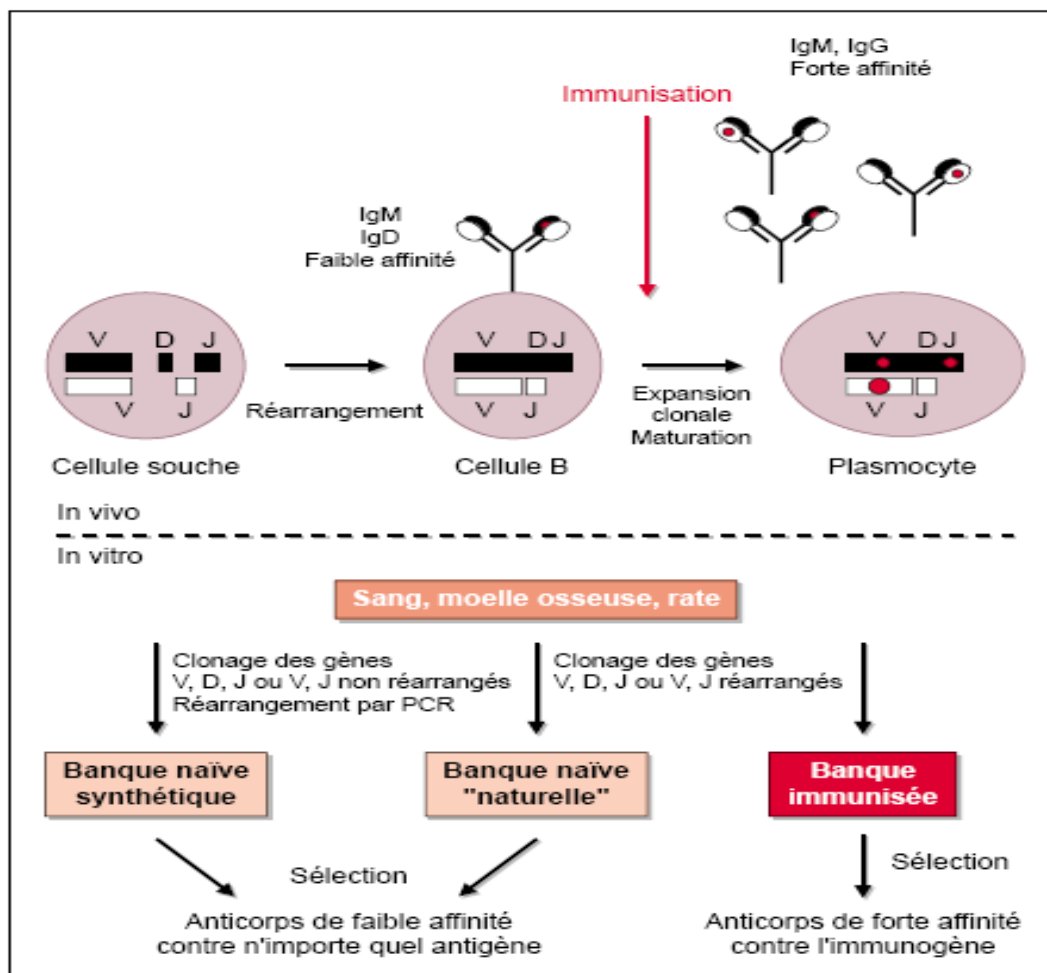 IgM, IgG
Forte affinité
Immunisation
IgM
IgD
Faible affinité
V D J
V J
Cellule souche
Réarrangement
V D J
V J
Cellule B
Expansion
clonale
Maturation
V D J
V J
Plasmocyte
In vivo
In vitro
Sang, moelle osseuse, rate
Clonage des gènes
V, D, J ou V, J non réarrangés
Réarrangement par PCR
Clonage des gènes
V, D, J ou V, J réarrangés
Banque naïve
synthétique
Banque naïve
"naturelle"
Banque
immunisée
Sélection
Sélection
Anticorps de faible affinité
contre n'importe quel antigène
Anticorps de forte affinité
contre l'immunogène